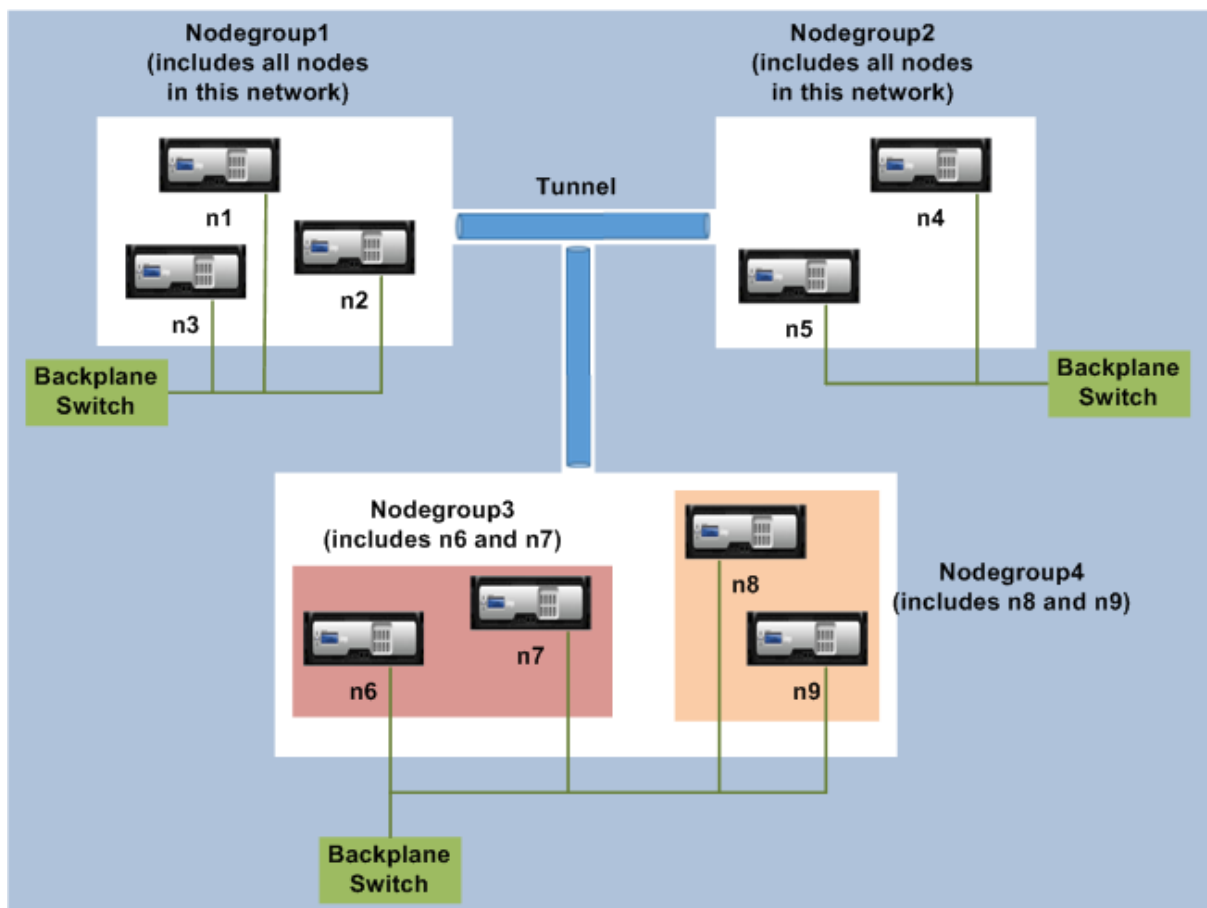 Nodegroup1
(includes all nodes
in this network)
Nodegroup2
(includes all nodes
in this network)
Tunnel
n1
n2
n3
n4
n5
Backplane
Switch
Backplane
Switch
Nodegroup3
(includes n6 and n7)
n8
Nodegroup4
(includes n8 and n9)
n7
n6
n9
Backplane
Switch